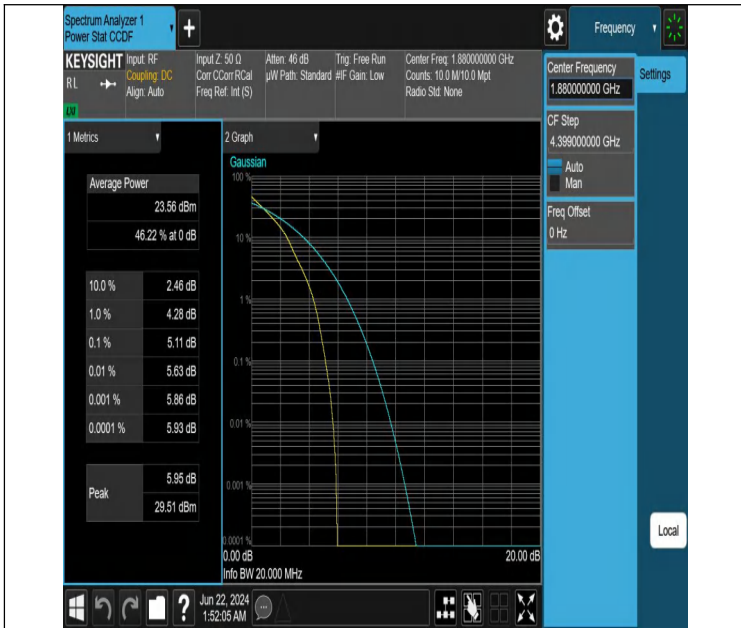 Spectrum Analyzer 1
Power Stat CCDF
Frequency
KEYSIGHT
RL
LXI
Input: RF
Coupling: DC
Align: Auto
Input Z: 50 Ω
Corr CCorr RCal
Freq Ref: Int (S)
Atten: 46 dB
µW Path: Standard
Trig: Free Run
#IF Gain: Low
Center Freq: 1.880000000 GHz
Counts: 10.0 M/10.0 Mpt
Radio Std: None
Center Frequency
1.880000000 GHz
Settings
CF Step
4.399000000 GHz
Auto
Man
Freq Offset
0 Hz
1 Metrics
Average Power
23.56 dBm
46.22 % at 0 dB
10.0 % 2.46 dB
1.0 % 4.28 dB
0.1 % 5.11 dB
0.01 % 5.63 dB
0.001 % 5.86 dB
0.0001 % 5.93 dB
Peak
5.95 dB
29.51 dBm
2 Graph
Gaussian
100 %
10 %
1 %
0.1 %
0.01 %
0.001 %
0.0001 %
0.00 dB
20.00 dB
Info BW 20.000 MHz
Local
?
Jun 22, 2024
1:52:05 AM